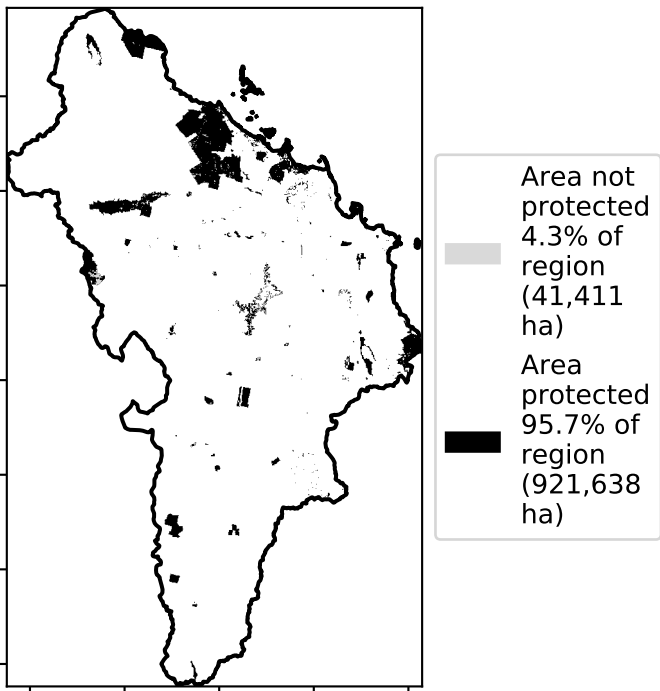 Area not
protected
4.3% of
region
(41,411
ha)
Area
protected
95.7% of
region
(921,638
ha)